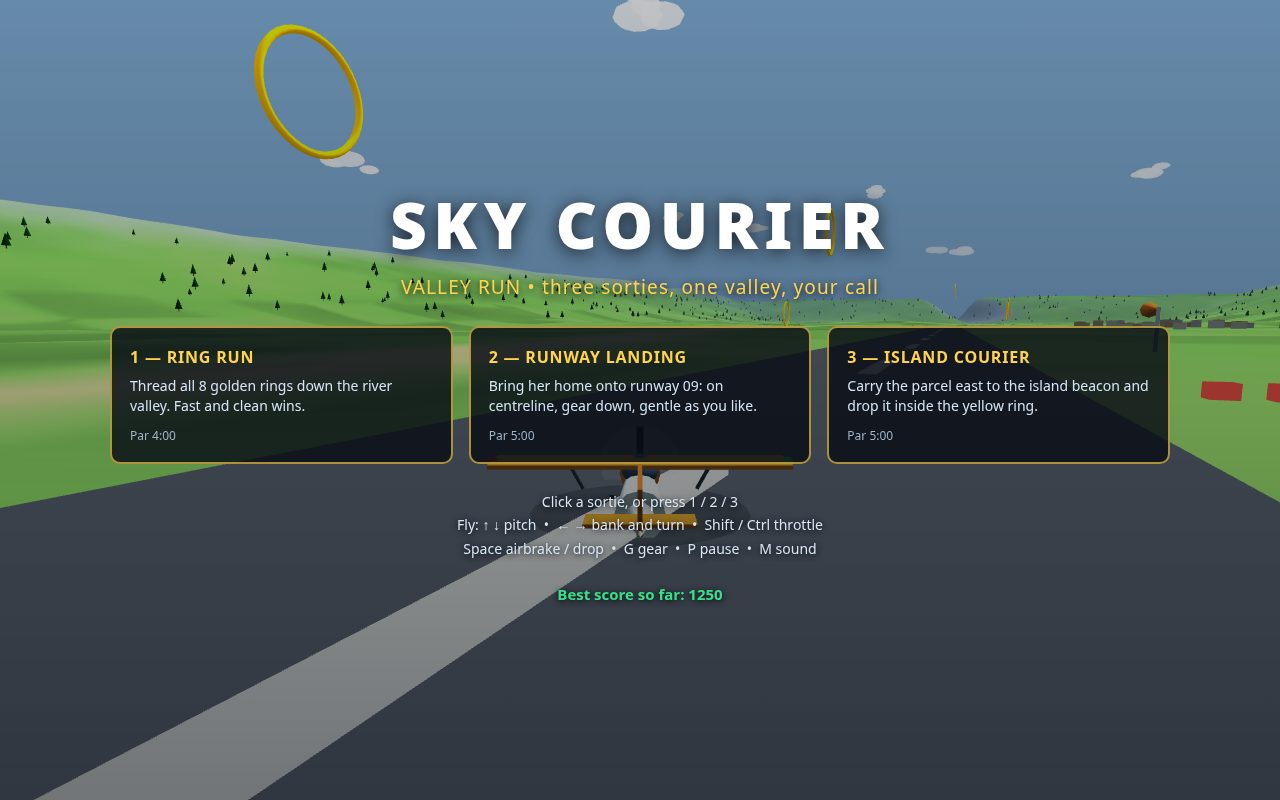 SKY COURIER
VALLEY RUN • three sorties, one valley, your call
1 — RING RUN
Thread all 8 golden rings down the river
valley. Fast and clean wins.
Par 4:00
2 — RUNWAY LANDING
Bring her home onto runway 09: on
centreline, gear down, gentle as you like.
Par 5:00
3 — ISLAND COURIER
Carry the parcel east to the island beacon and
drop it inside the yellow ring.
Par 5:00
Click a sortie, or press 1 / 2 / 3
Fly: ↑ ↓ pitch • ← → bank and turn • Shift / Ctrl throttle
Space airbrake / drop • G gear • P pause • M sound
Best score so far: 1250